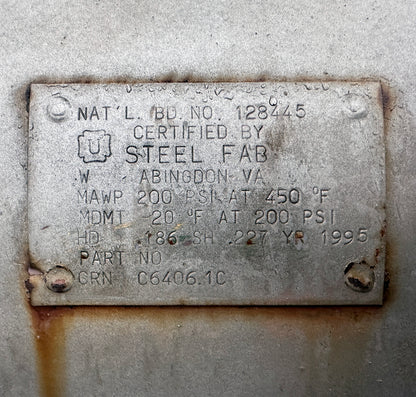 NAT'L. BD. NO. 128445
CERTIFIED BY
U STEEL FAB
W ABINGDON VA
MAWP 200 PSI AT 450 °F
MDMT -20 °F AT 200 PSI
HD .186 SH .227 YR 1995
PART NO
CRN C6406.1C